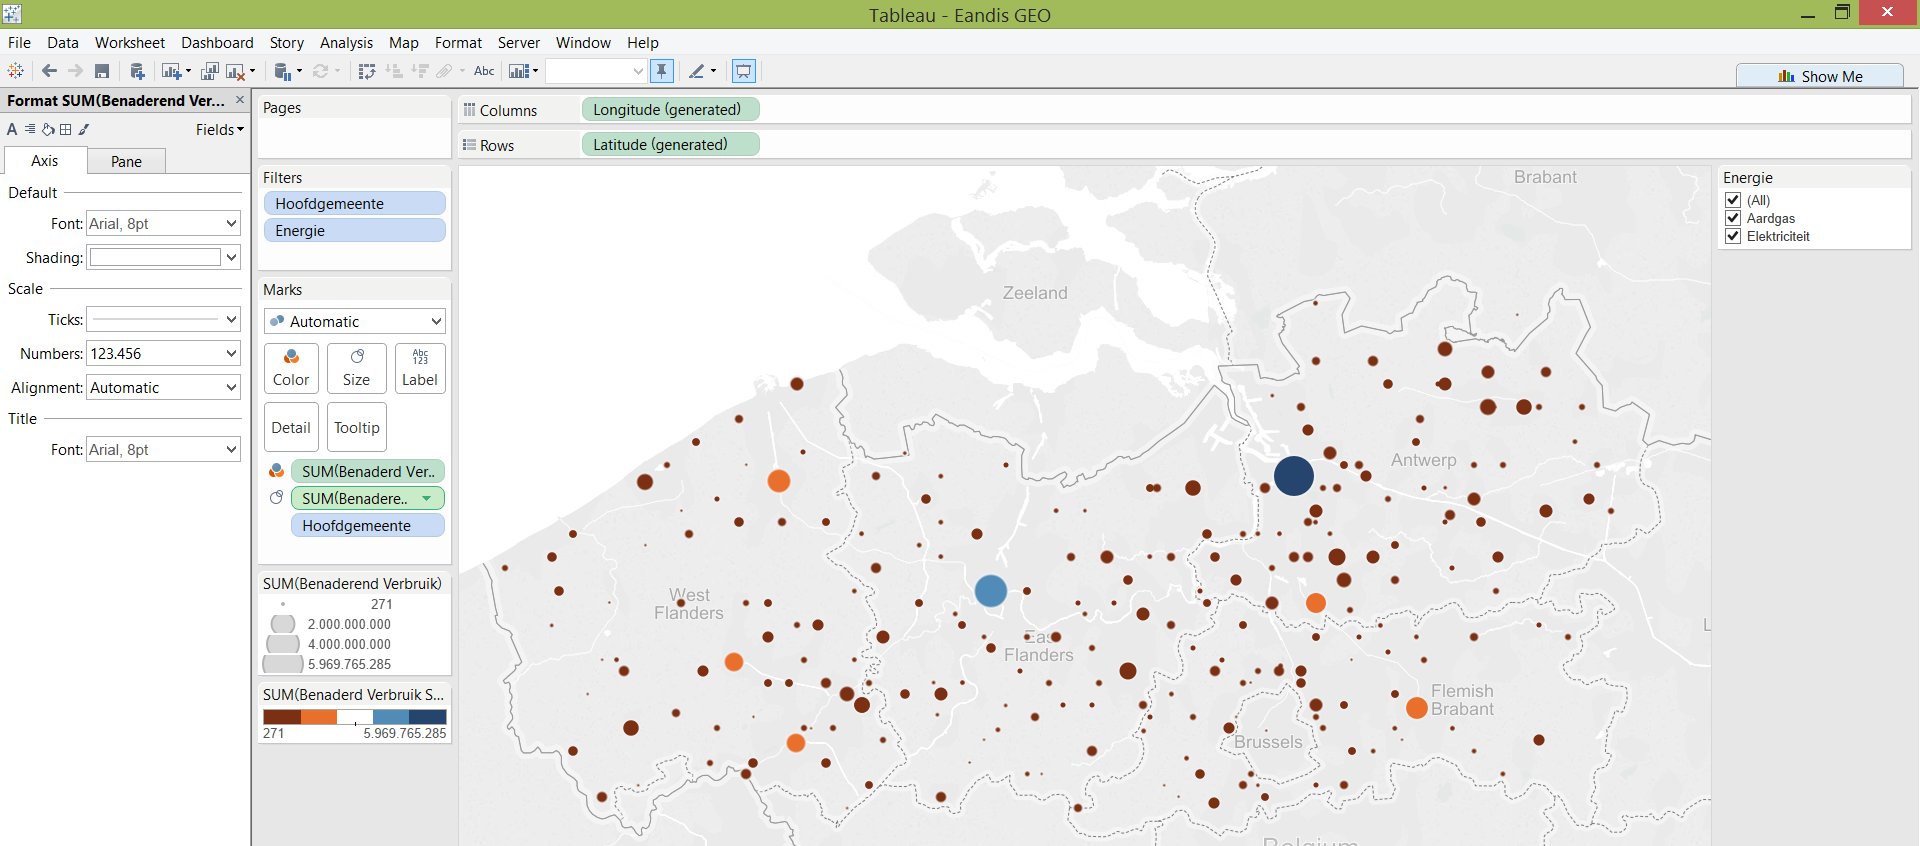 Tableau - Eandis GEO
File Data Worksheet Dashboard Story Analysis Map Format Server Window Help
Abc
Show Me
Format SUM(Benaderend Ver...
Fields
Axis Pane
Default
Font: Arial, 8pt
Shading:
Scale
Ticks:
Numbers: 123.456
Alignment: Automatic
Title
Font: Arial, 8pt
Pages
Filters
Hoofdgemeente
Energie
Marks
Automatic
Color
Size
Abc
123
Label
Detail
Tooltip
SUM(Benaderd Ver..
SUM(Benadere..
Hoofdgemeente
SUM(Benaderend Verbruik)
271
2.000.000.000
4.000.000.000
5.969.765.285
SUM(Benaderd Verbruik S...
271 5.969.765.285
Columns Longitude (generated)
Rows Latitude (generated)
Brabant
Zeeland
Antwerp
West
Flanders
East
Flanders
Flemish
Brabant
Brussels
Belgium
L
Energie
(All)
Aardgas
Elektriciteit